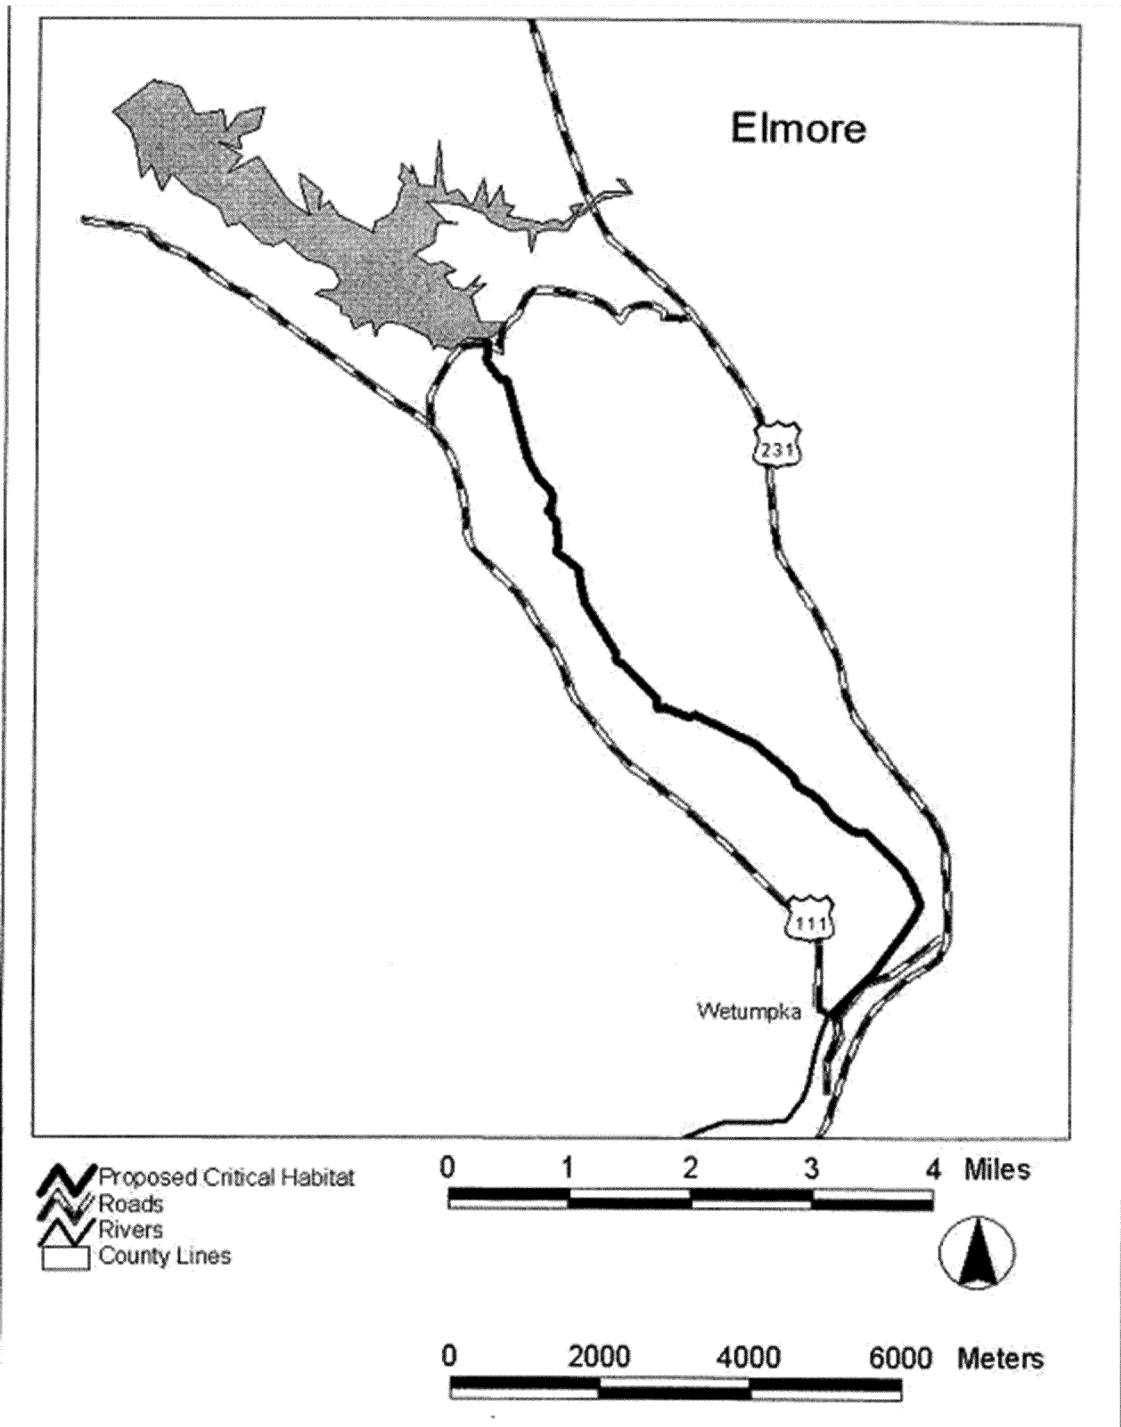 Elmore
231
111
Wetumpka
Proposed Critical Habitat
Roads
Rivers
County Lines
0 1 2 3 4 Miles
0 2000 4000 6000 Meters